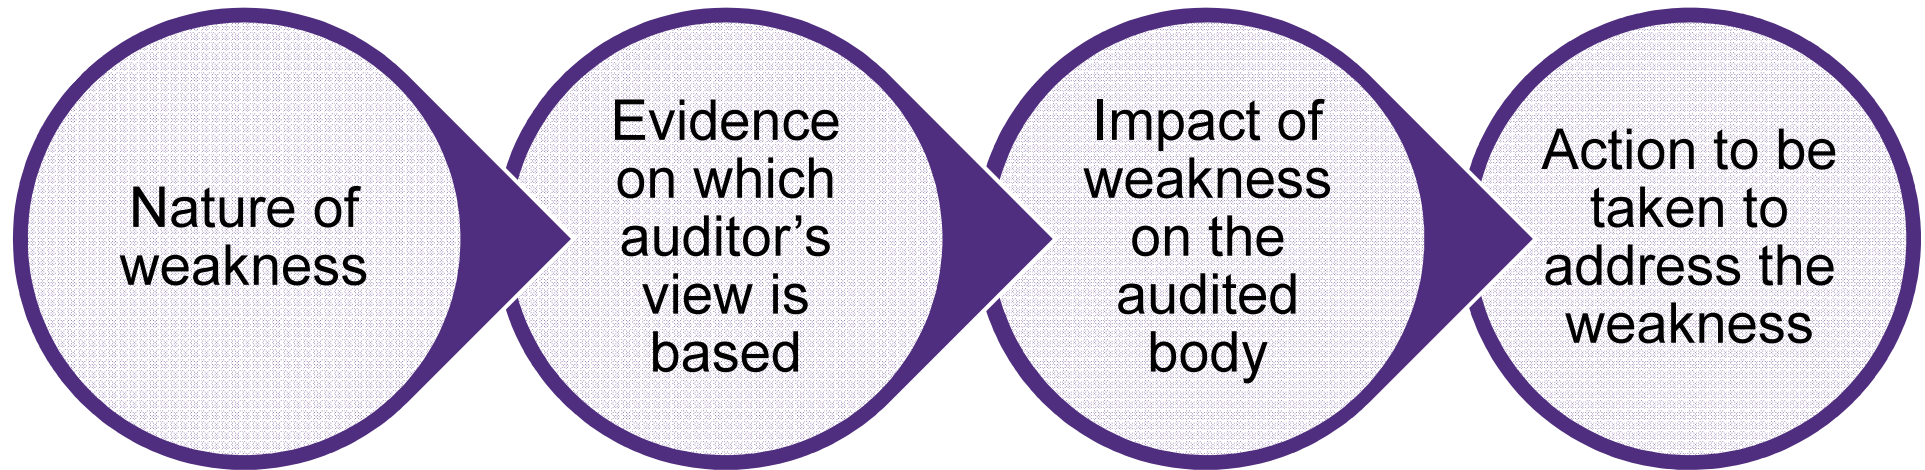 Nature of
weakness
Evidence
on which
auditor’s
view is
based
Impact of
weakness
on the
audited
body
Action to be
taken to
address the
weakness